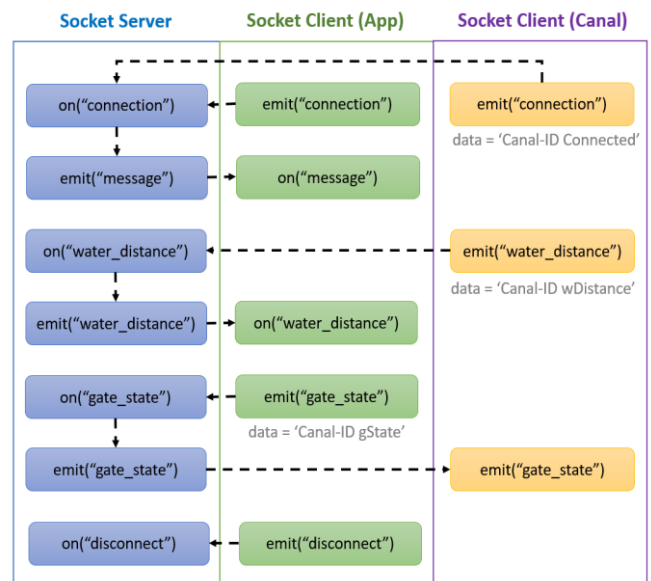 Socket Server
Socket Client (App)
Socket Client (Canal)
on(“connection”)
emit(“connection”)
emit(“connection”)
data = ‘Canal-ID Connected’
emit(“message”)
on(“message”)
on(“water_distance”)
emit(“water_distance”)
data = ‘Canal-ID wDistance’
emit(“water_distance”)
on(“water_distance”)
on(“gate_state”)
emit(“gate_state”)
data = ‘Canal-ID gState’
emit(“gate_state”)
emit(“gate_state”)
on(“disconnect”)
emit(“disconnect”)